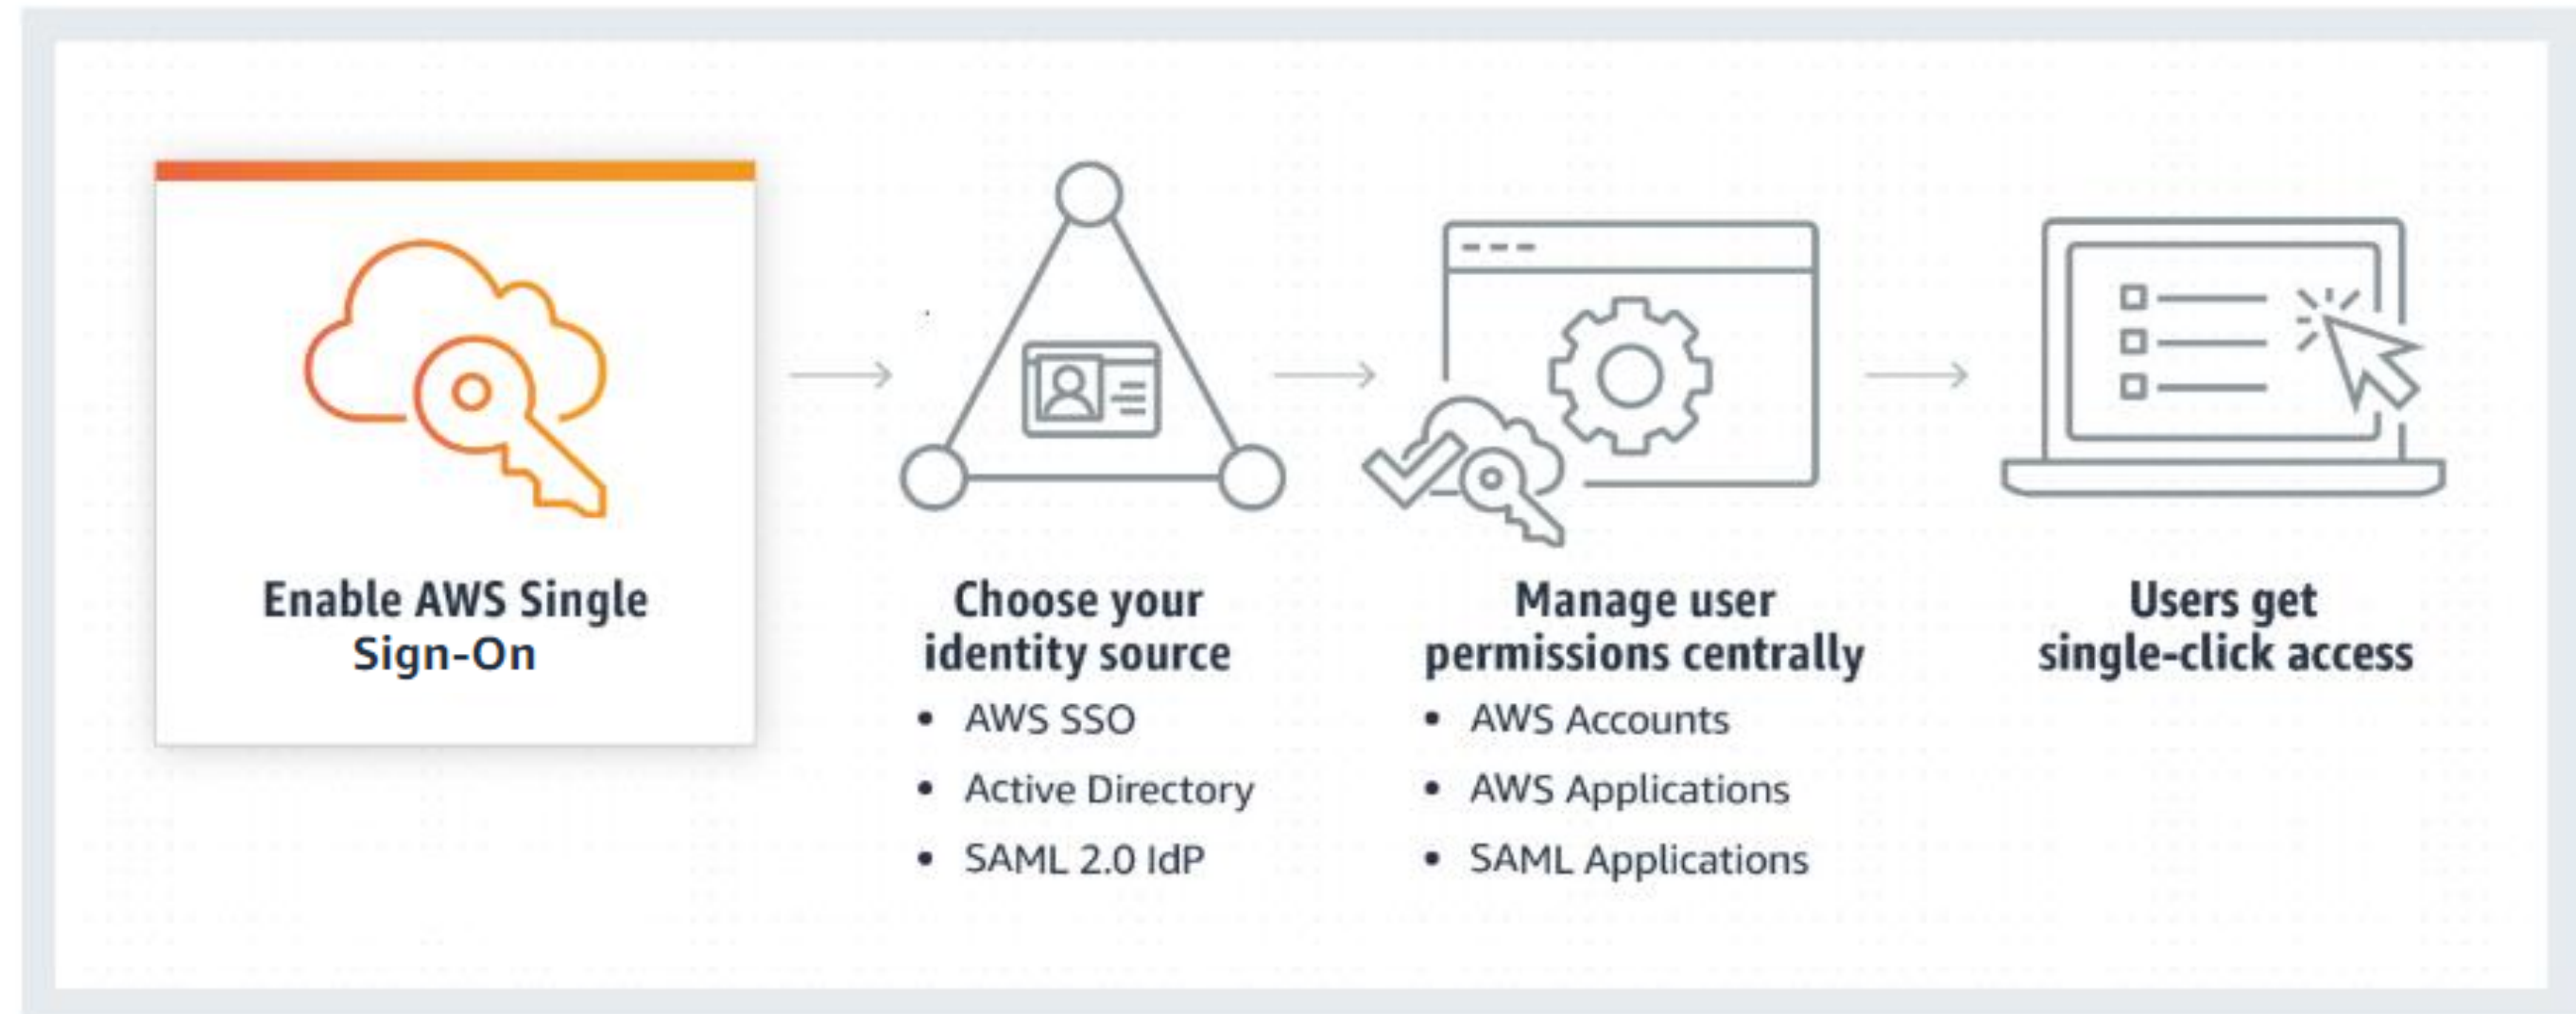 Enable AWS Single
Sign-On
Choose your
identity source
• AWS SSO
• Active Directory
• SAML 2.0 IdP
Manage user
permissions centrally
• AWS Accounts
• AWS Applications
• SAML Applications
Users get
single-click access